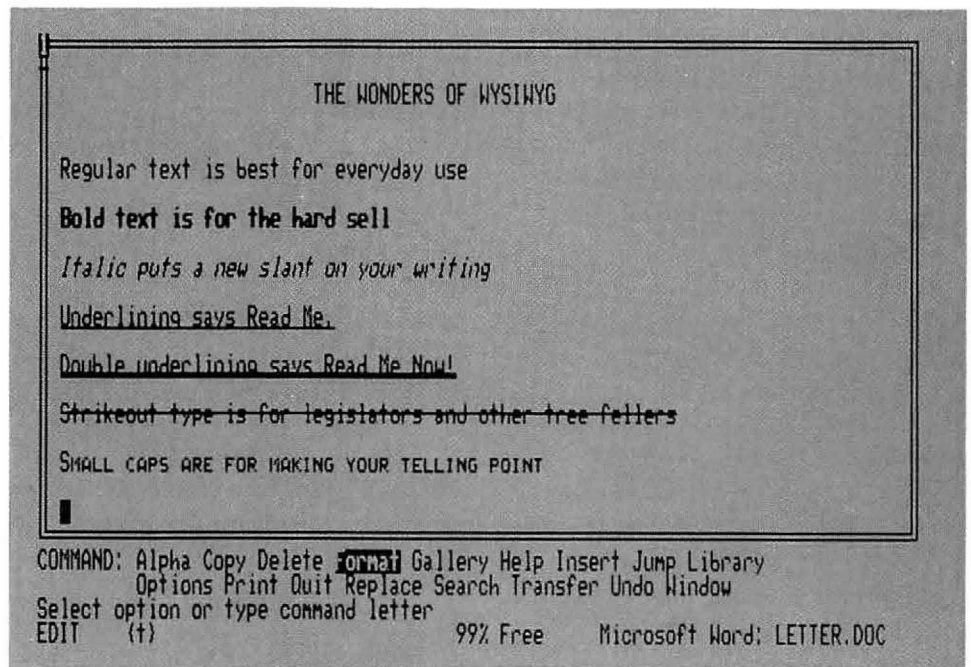 THE WONDERS OF WYSIWYG
Regular text is best for everyday use
Bold text is for the hard sell
Italic puts a new slant on your writing
Underlining says Read Me.
Double underlining says Read Me Now!
Strikeout type is for legislators and other tree fellers
SMALL CAPS ARE FOR MAKING YOUR TELLING POINT
COMMAND: Alpha Copy Delete Format Gallery Help Insert Jump Library
Options Print Quit Replace Search Transfer Undo Window
Select option or type command letter
EDIT (↑) 99% Free Microsoft Word: LETTER.DOC